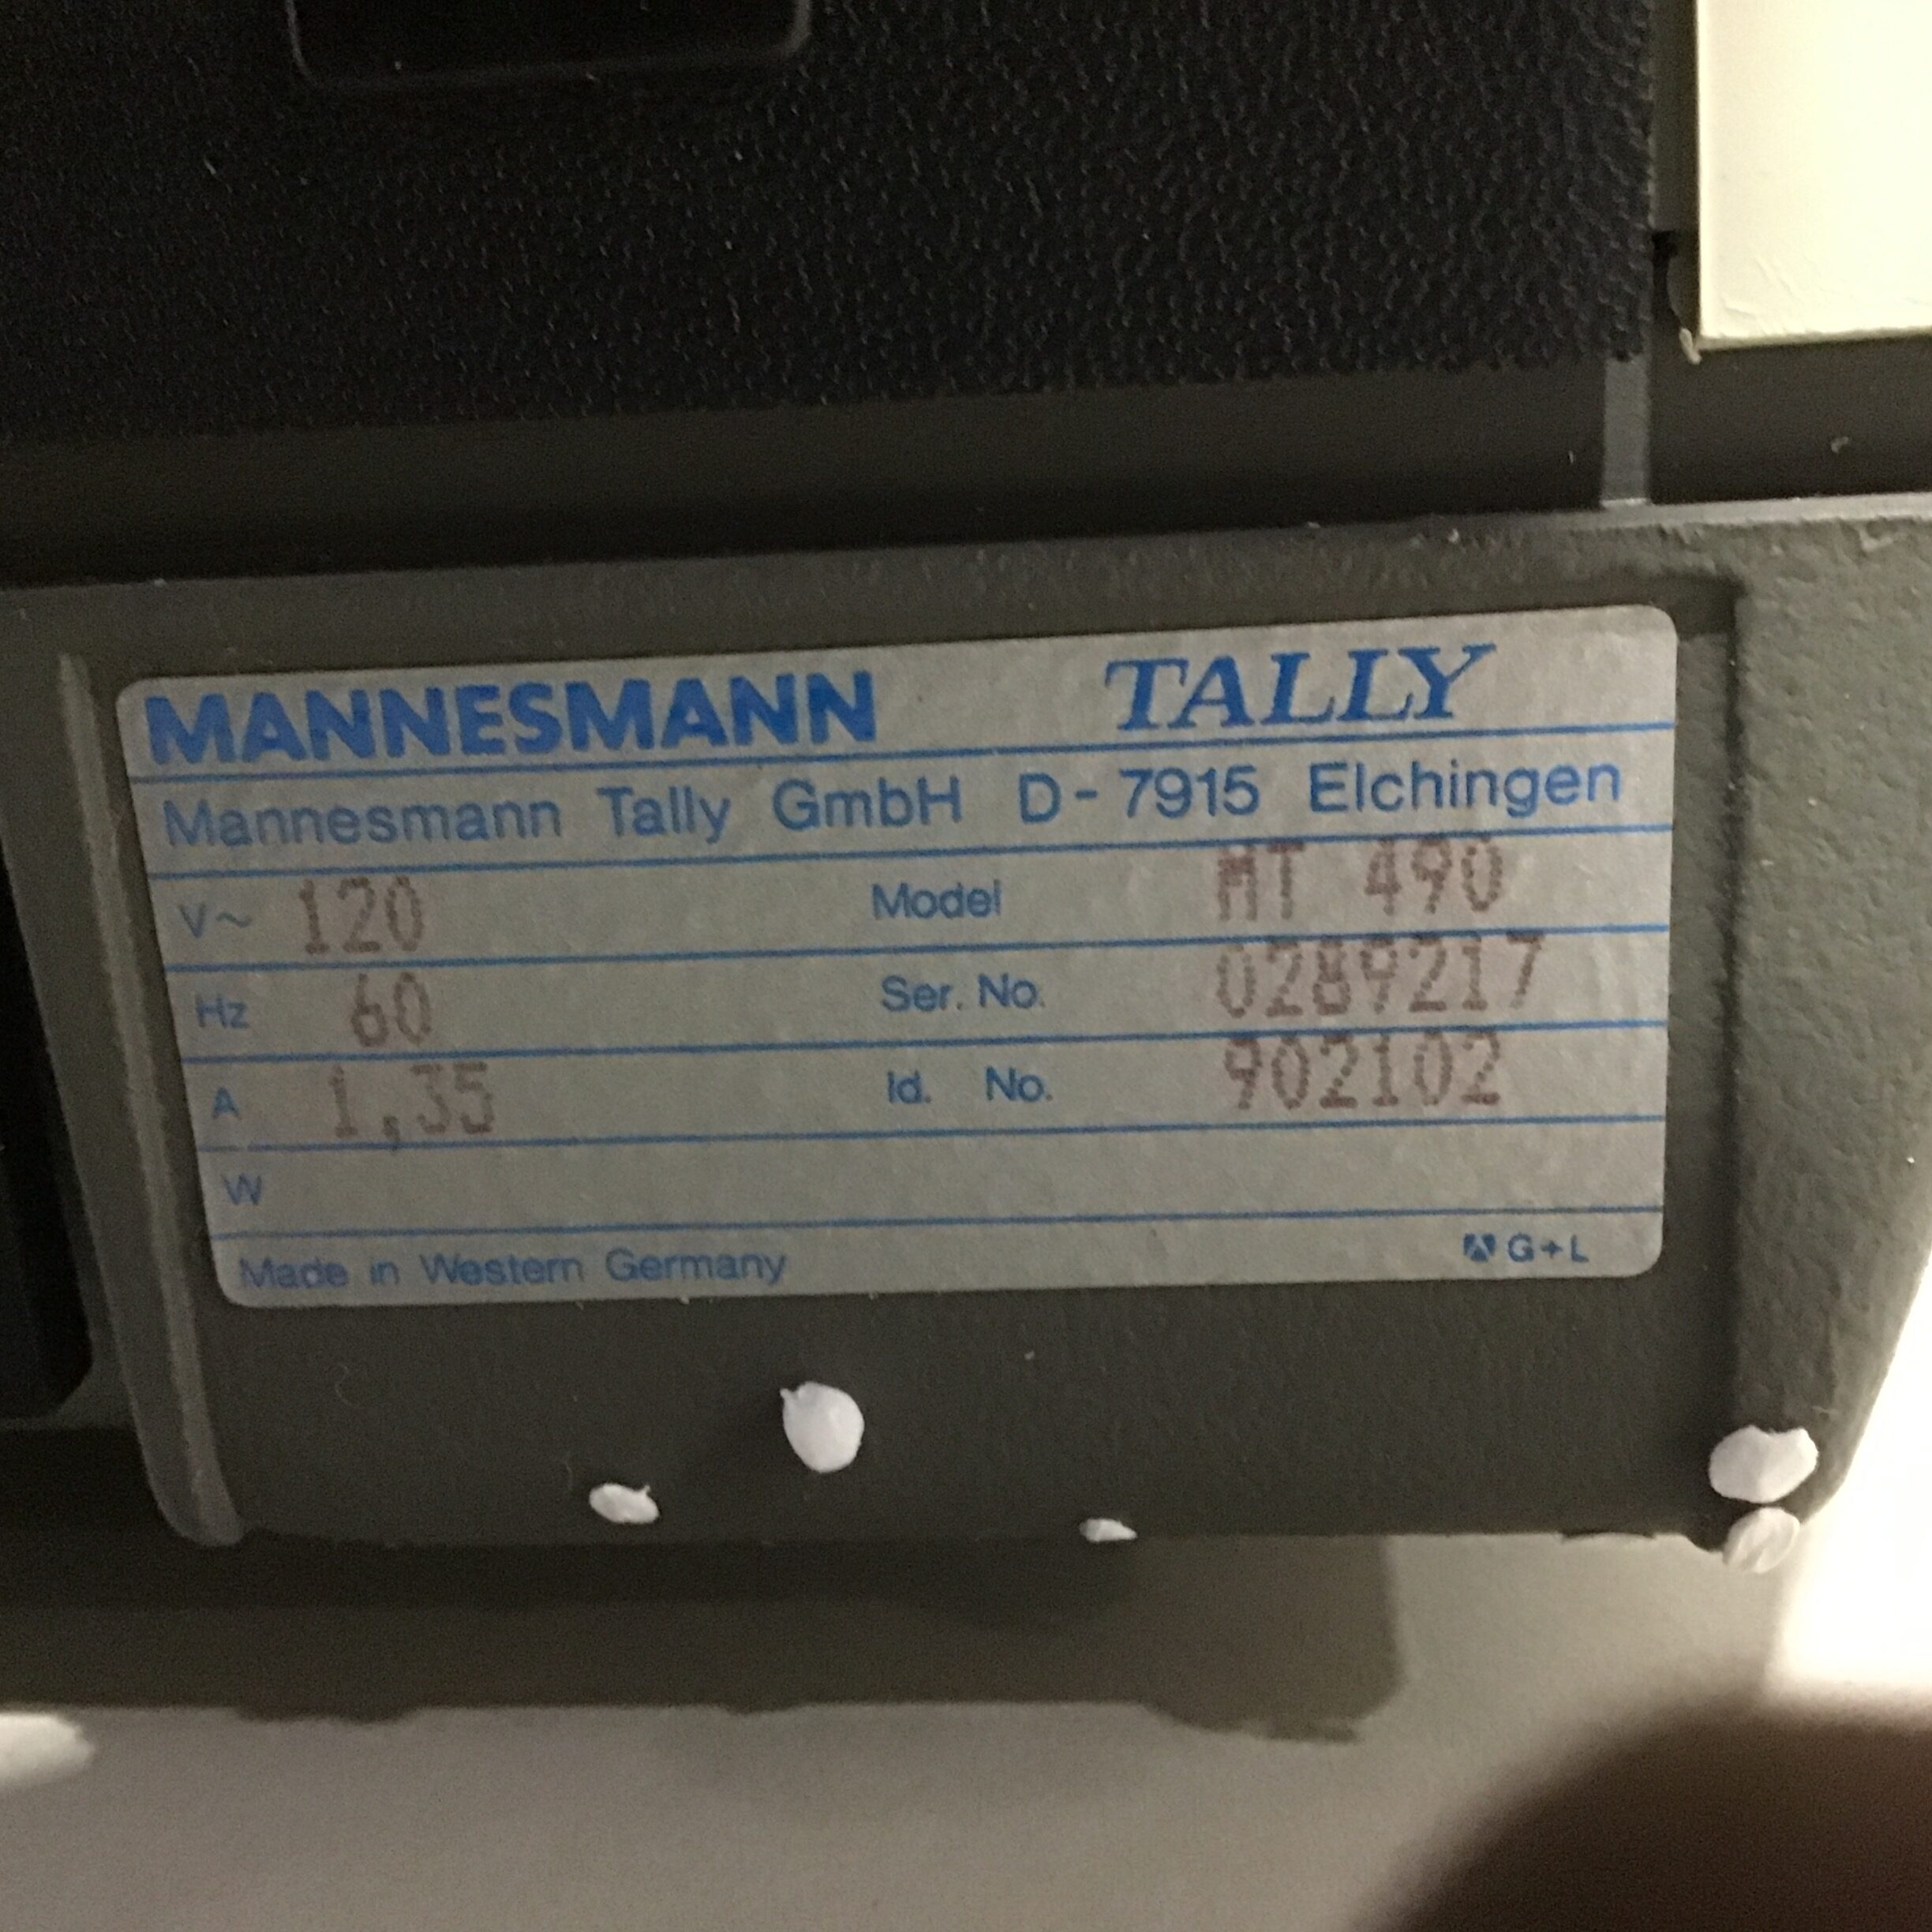 MANNESMANN TALLY
Mannesmann Tally GmbH D-7915 Elchingen
V~ 120 Model MT 490
Hz 60 Ser. No. 0289217
A 1,35 Id. No. 902102
W
Made in Western Germany G+L